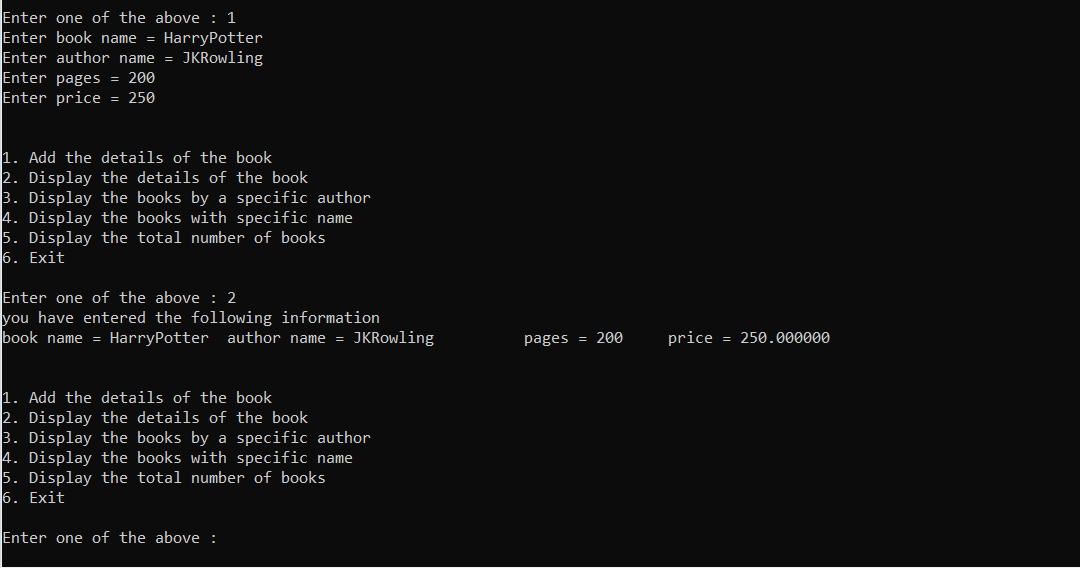 Enter one of the above : 1
Enter book name = HarryPotter
Enter author name = JKRowling
Enter pages = 200
Enter price = 250
1. Add the details of the book
2. Display the details of the book
3. Display the books by a specific author
4. Display the books with specific name
5. Display the total number of books
6. Exit
Enter one of the above : 2
you have entered the following information
book name = HarryPotter  author name = JKRowling          pages = 200     price = 250.000000
1. Add the details of the book
2. Display the details of the book
3. Display the books by a specific author
4. Display the books with specific name
5. Display the total number of books
6. Exit
Enter one of the above :